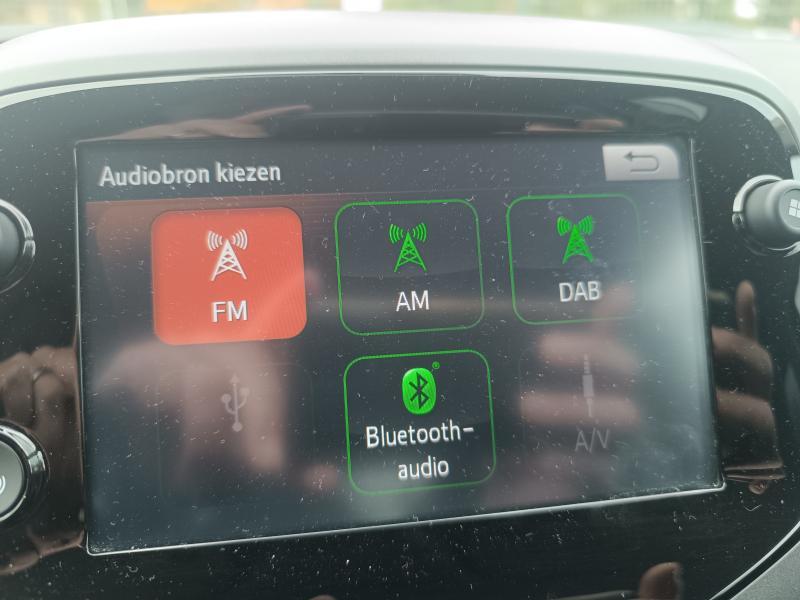 Audiobron kiezen
FM
AM
DAB
Bluetooth-
audio
A/V